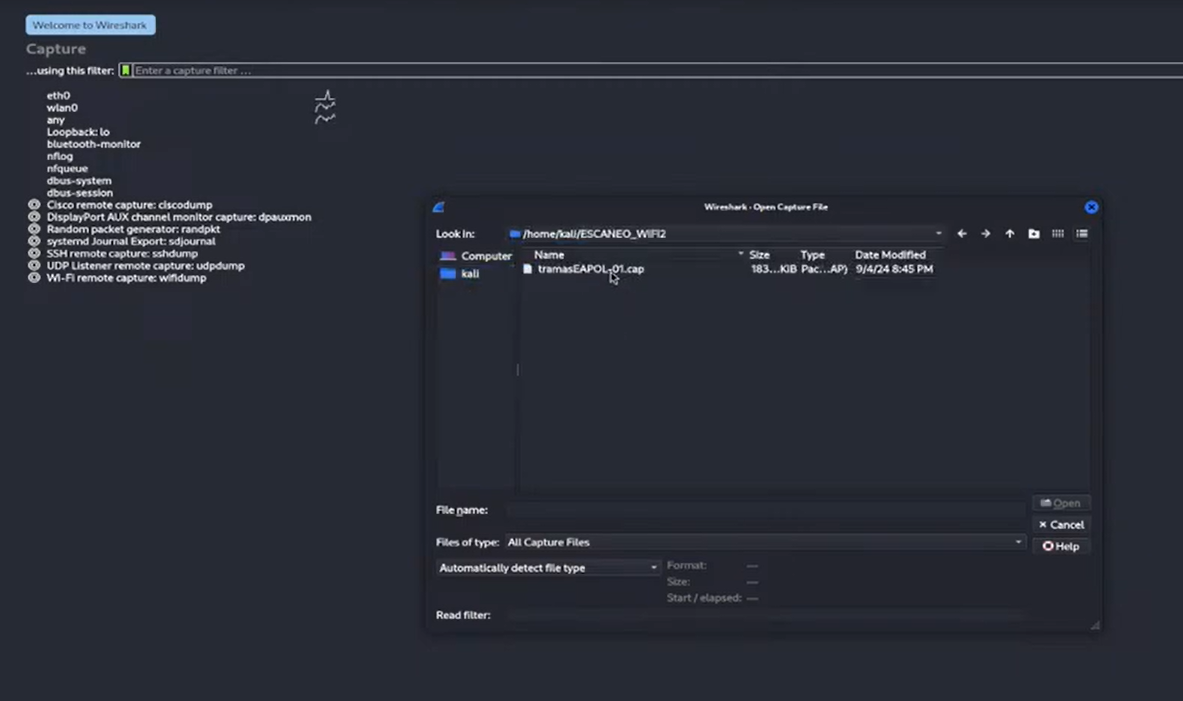 Welcome to Wireshark
Capture
...using this filter: Enter a capture filter ...
eth0
wlan0
any
Loopback: lo
bluetooth-monitor
nflog
nfqueue
dbus-system
dbus-session
Cisco remote capture: ciscodump
DisplayPort AUX channel monitor capture: dpauxmon
Random packet generator: randpkt
systemd Journal Export: sdjournal
SSH remote capture: sshdump
UDP Listener remote capture: udpdump
Wi-Fi remote capture: wifidump
Wireshark · Open Capture File
Look in: /home/kali/ESCANEO_WIFI2
Computer
kali
Name Size Type Date Modified
tramasEAPOL-01.cap 183...KiB Pac...AP) 9/4/24 8:45 PM
File name: Open
Cancel
Files of type: All Capture Files
Help
Automatically detect file type
Format: —
Size: —
Start / elapsed: —
Read filter: